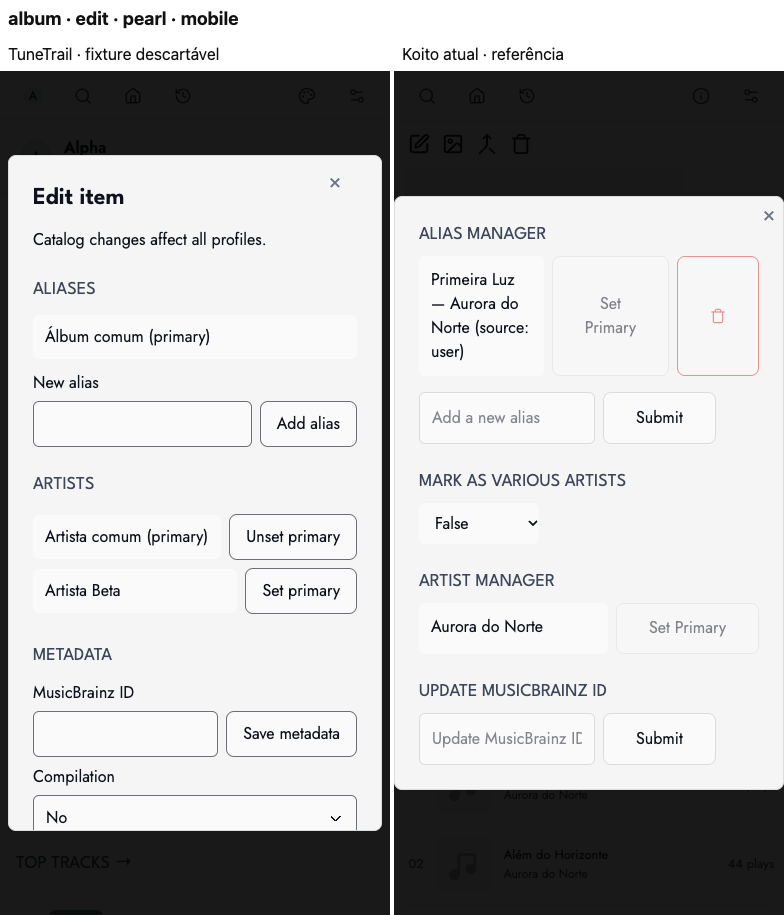 album · edit · pearl · mobile
TuneTrail · fixture descartável
A
Alpha
Edit item
Catalog changes affect all profiles.
ALIASES
Álbum comum (primary)
New alias
Add alias
ARTISTS
Artista comum (primary)
Unset primary
Artista Beta
Set primary
METADATA
MusicBrainz ID
Save metadata
Compilation
No
TOP TRACKS →
Koito atual · referência
ALIAS MANAGER
Primeira Luz
— Aurora do
Norte (source:
user)
Set
Primary
Add a new alias
Submit
MARK AS VARIOUS ARTISTS
False
ARTIST MANAGER
Aurora do Norte
Set Primary
UPDATE MUSICBRAINZ ID
Update MusicBrainz ID
Submit
Aurora do Norte
02
Além do Horizonte
Aurora do Norte
44 plays